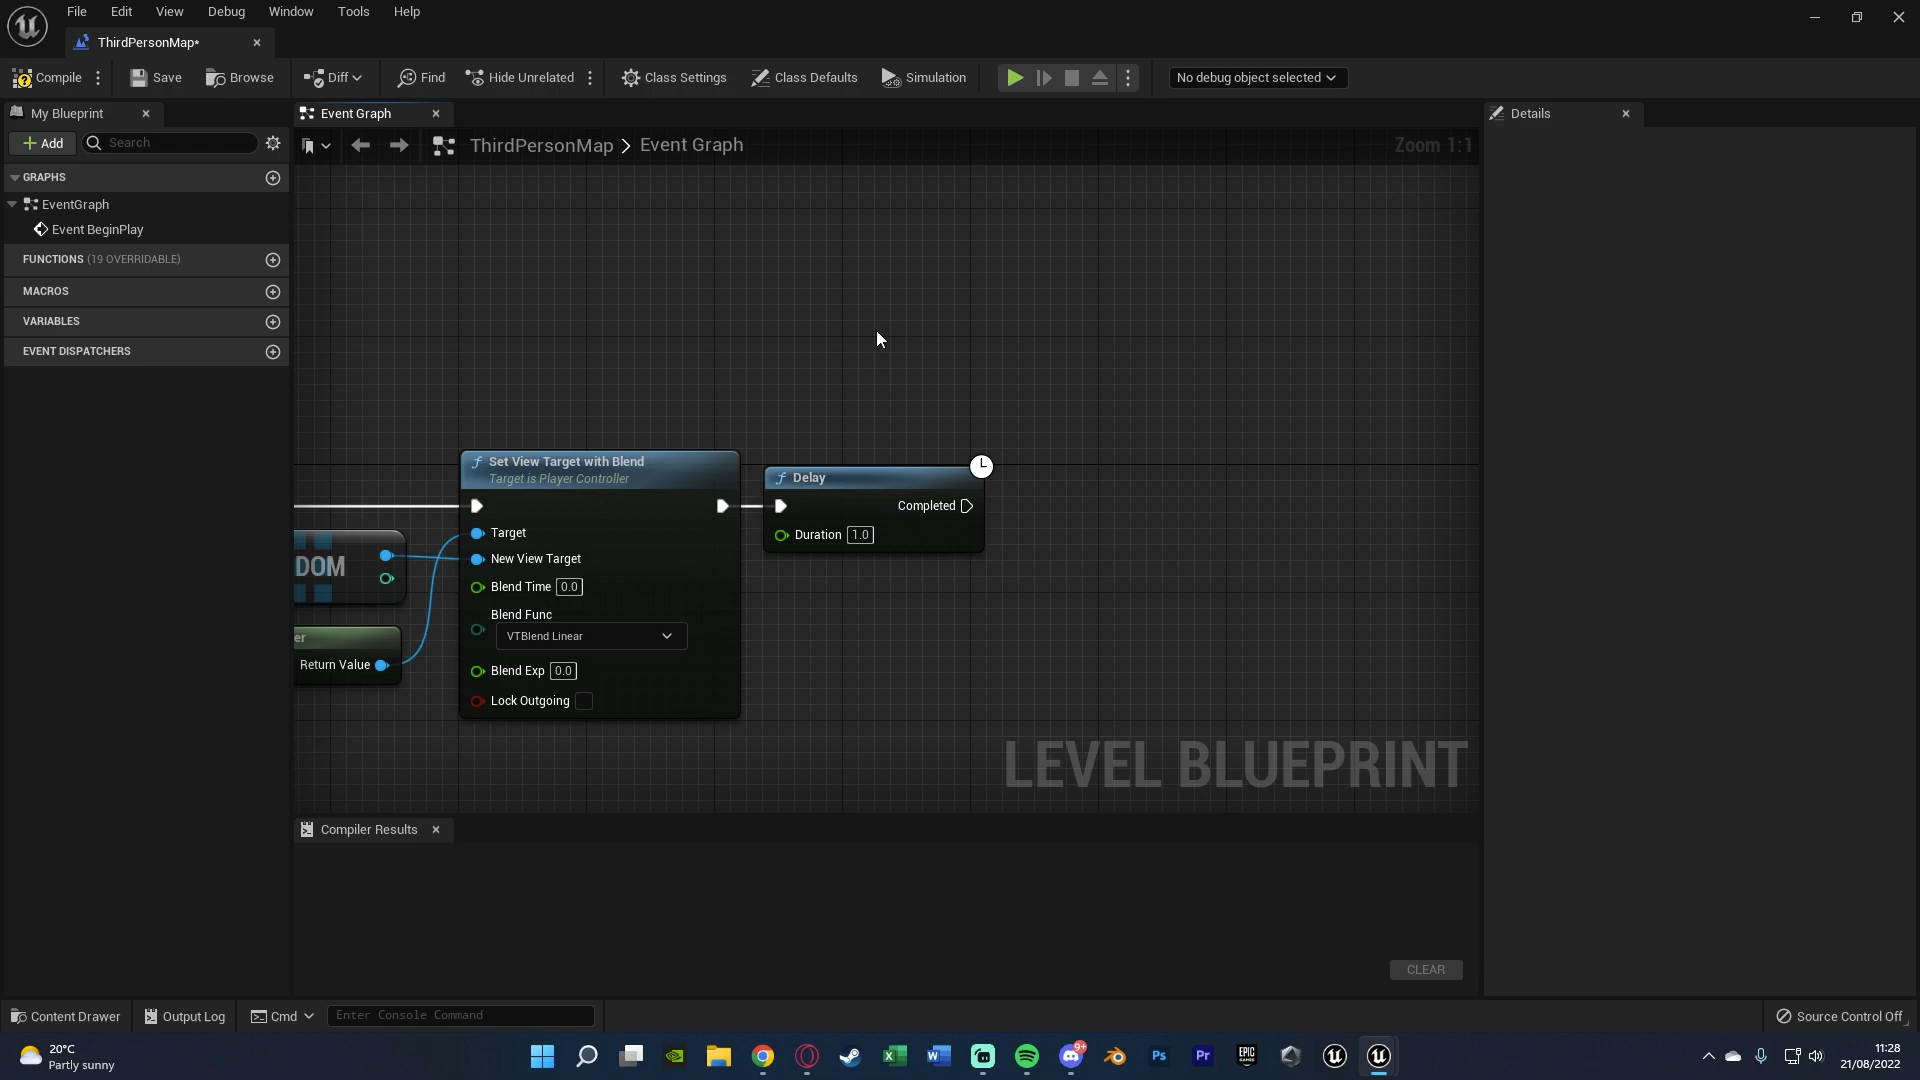 File Edit View Debug Window Tools Help
ThirdPersonMap*
Compile Save Browse Diff Find Hide Unrelated Class Settings Class Defaults Simulation No debug object selected
My Blueprint
Event Graph
Details
Add
Search
ThirdPersonMap > Event Graph
Zoom 1:1
GRAPHS
EventGraph
Event BeginPlay
FUNCTIONS (19 OVERRIDABLE)
MACROS
VARIABLES
EVENT DISPATCHERS
Set View Target with Blend
Target is Player Controller
Target
New View Target
Blend Time 0.0
Blend Func
VTBlend Linear
Blend Exp 0.0
Lock Outgoing
Delay
Completed
Duration 1.0
DOM
er
Return Value
LEVEL BLUEPRINT
Compiler Results
CLEAR
Content Drawer Output Log Cmd Enter Console Command Source Control Off
20°C
Partly sunny
9+
Ps
Pr
EPIC
GAMES
11:28
21/08/2022